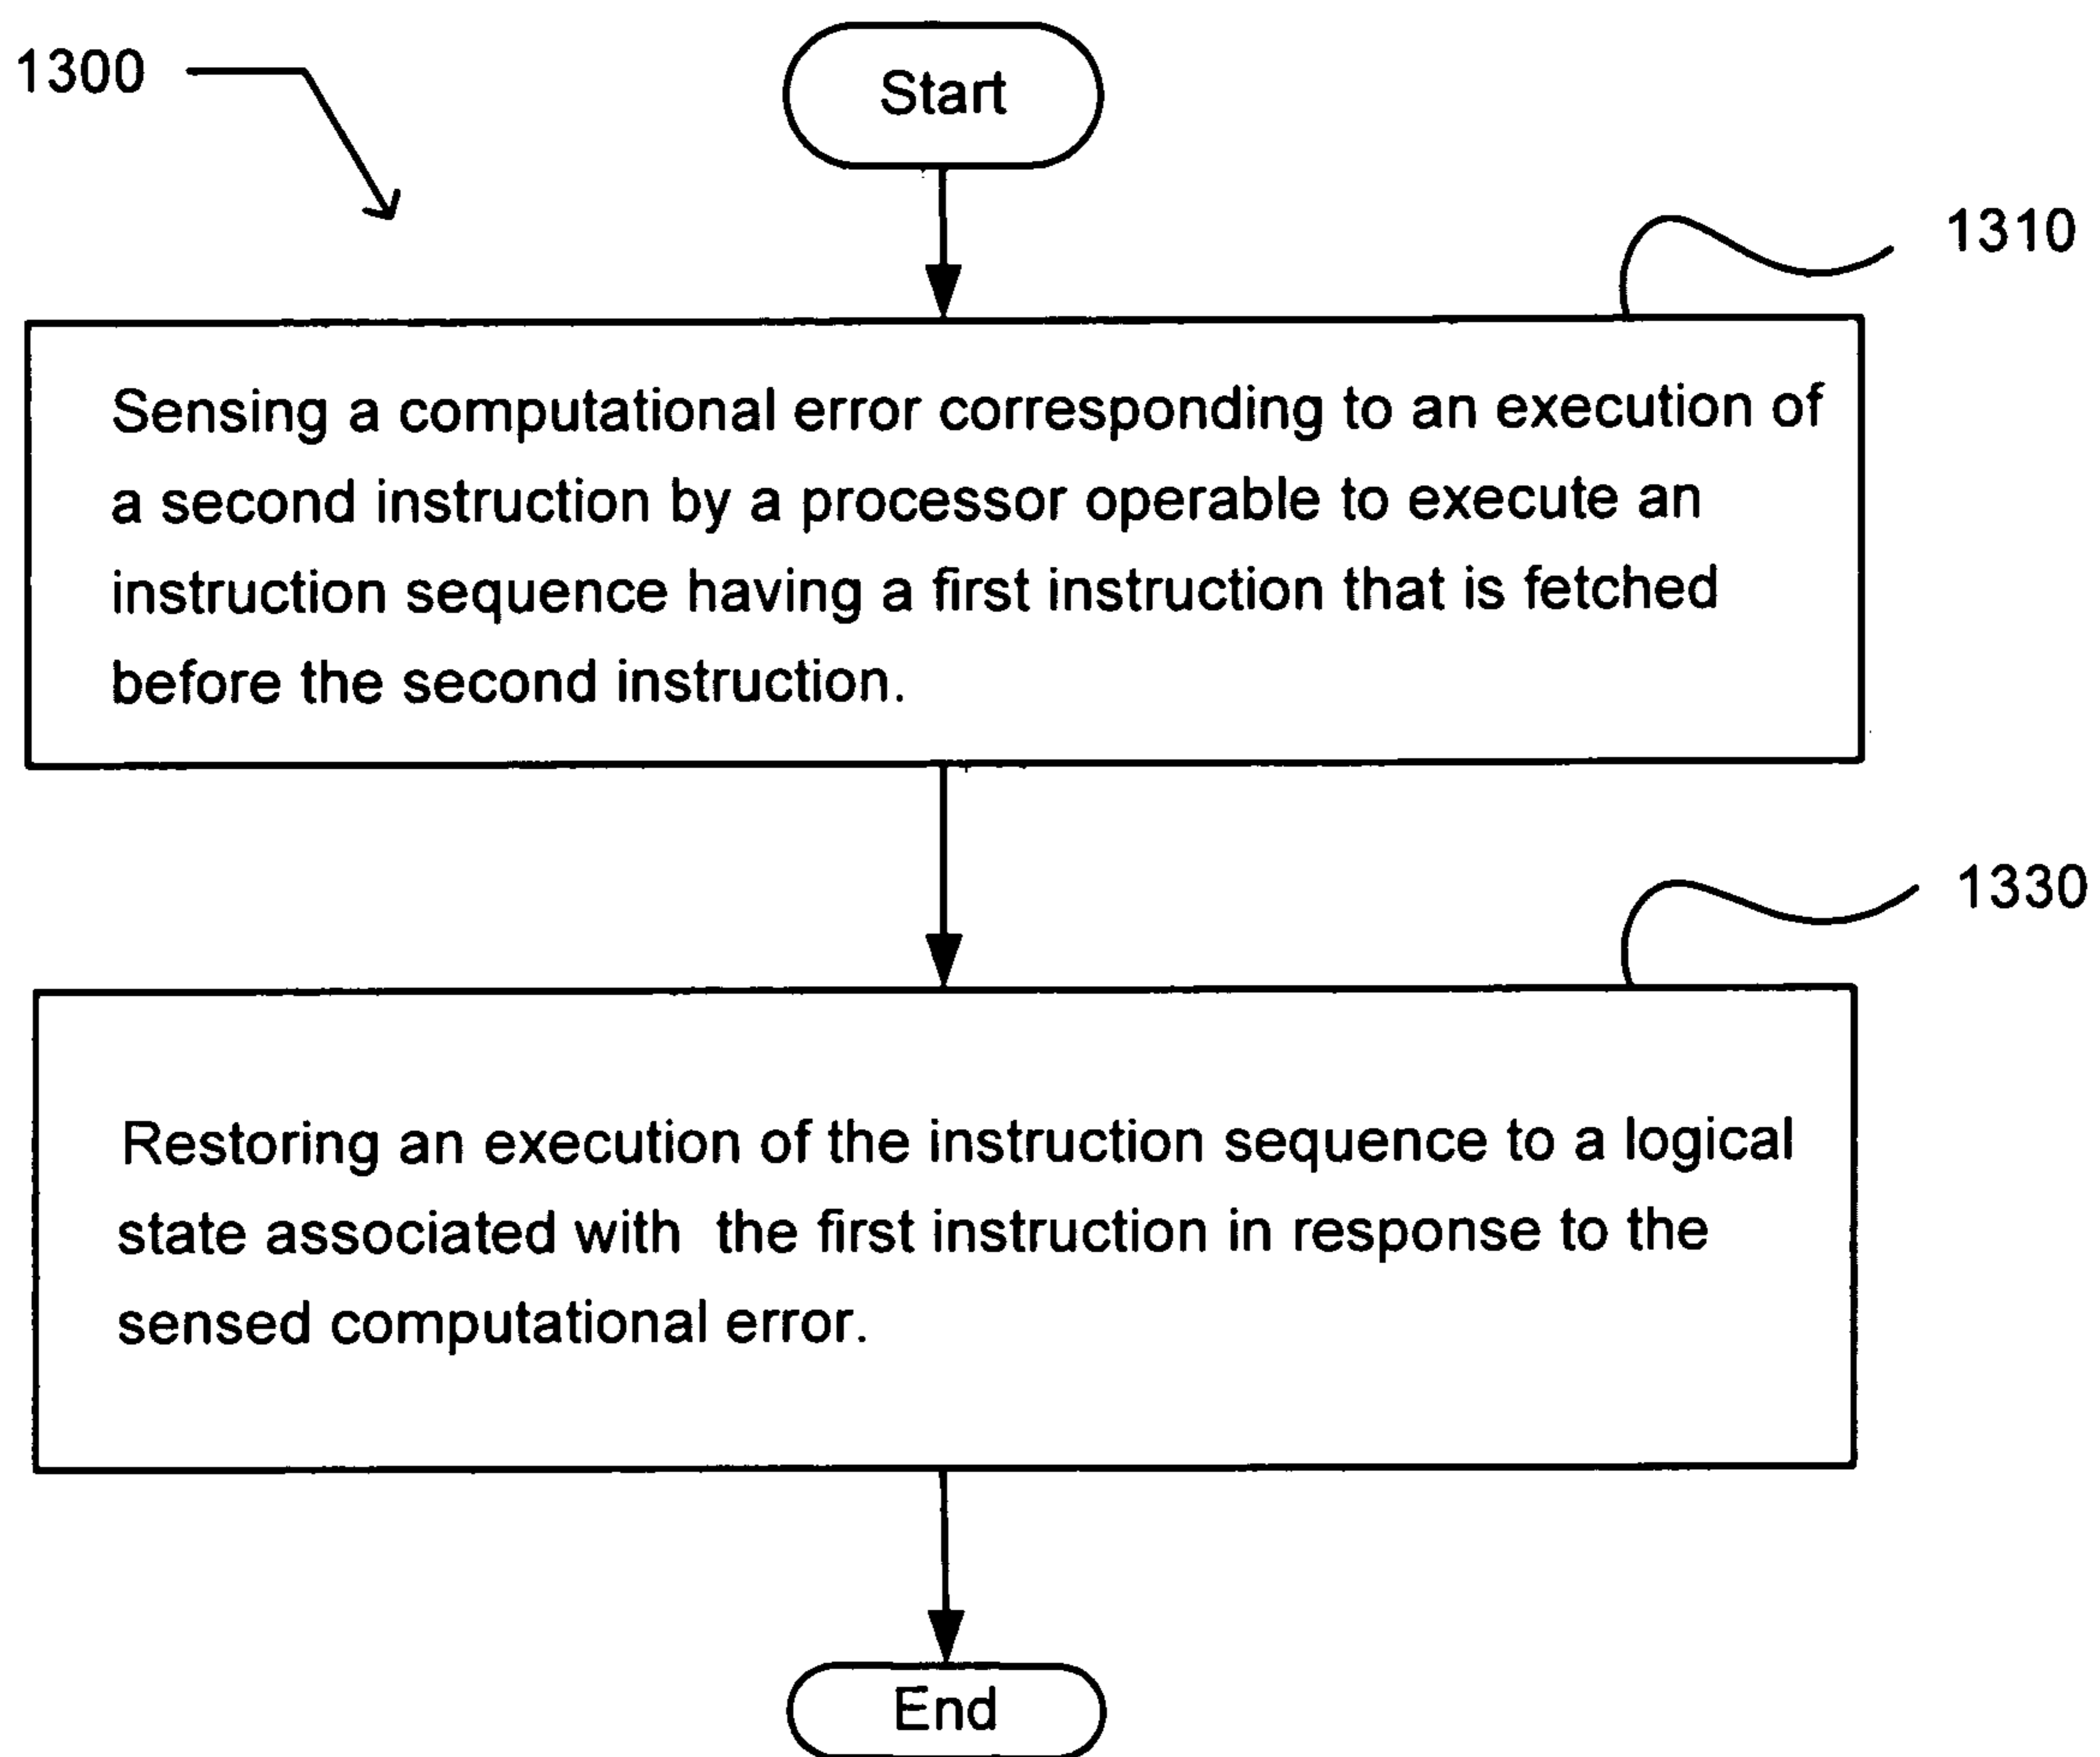 1300
Start
1310
Sensing a computational error corresponding to an execution of
a second instruction by a processor operable to execute an
instruction sequence having a first instruction that is fetched
before the second instruction.
1330
Restoring an execution of the instruction sequence to a logical
state associated with the first instruction in response to the
sensed computational error.
End